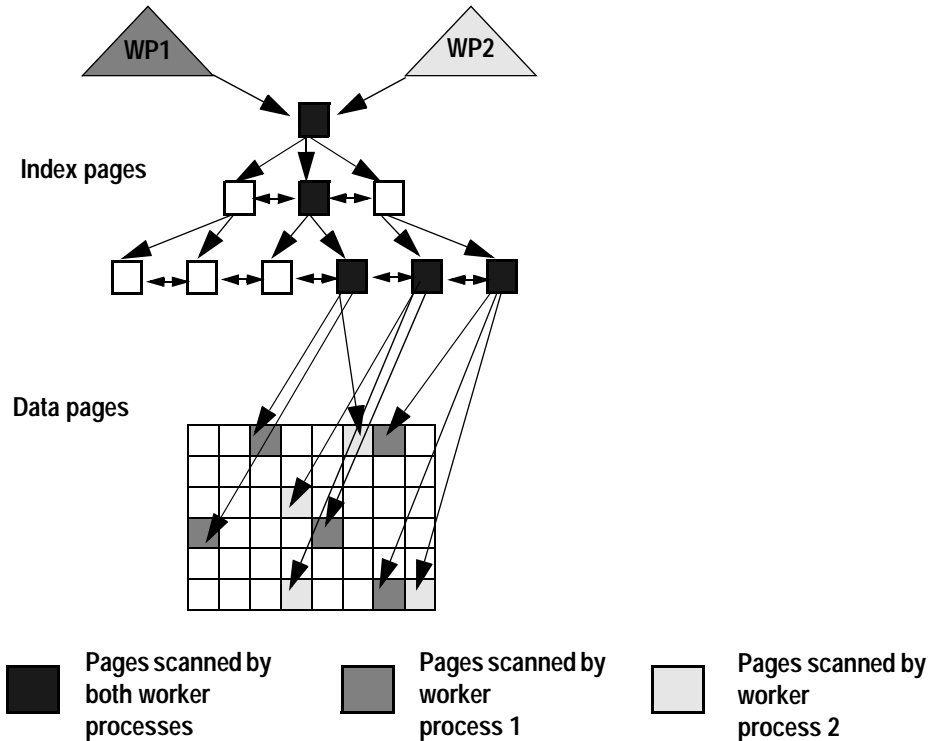 WP1
WP2
Index pages
Data pages
Pages scanned by
both worker
processes
Pages scanned by
worker
process 1
Pages scanned by
worker
process 2